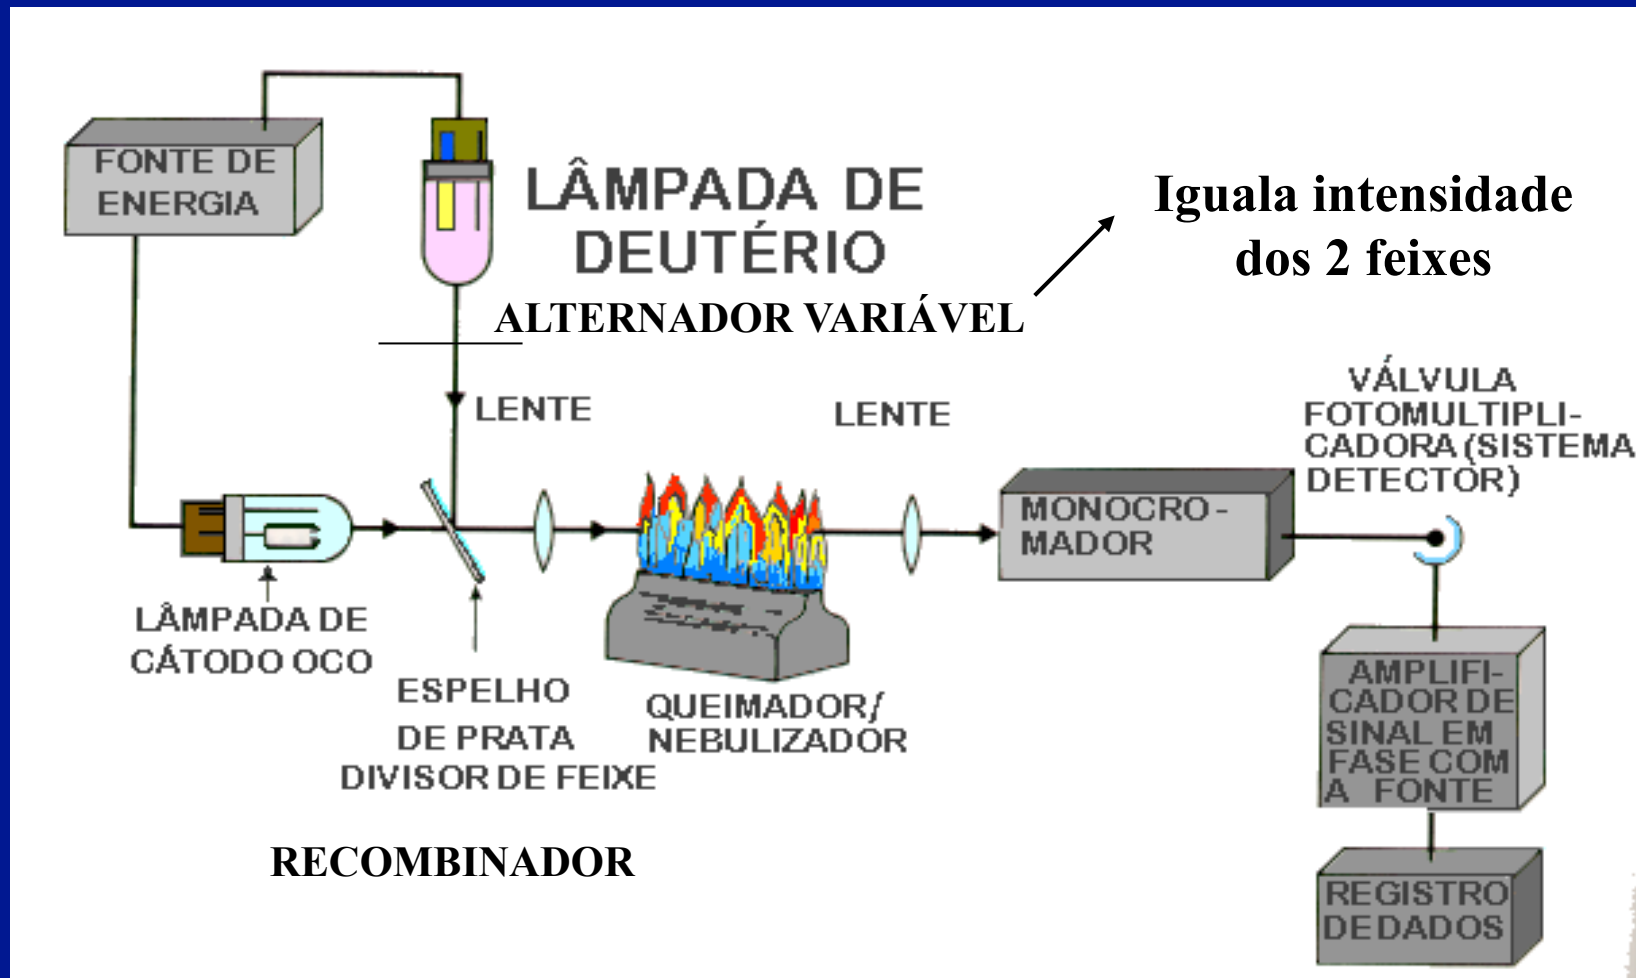 FONTE DE
ENERGIA
LÂMPADA DE
DEUTÉRIO
Iguala intensidade
dos 2 feixes
ALTERNADOR VARIÁVEL
LENTE
LENTE
VÁLVULA
FOTOMULTIPLI-
CADORA (SISTEMA
DETECTOR)
MONOCRO-
MADOR
LÂMPADA DE
CÁTODO OCO
ESPELHO
DE PRATA
DIVISOR DE FEIXE
QUEIMADOR/
NEBULIZADOR
AMPLIFI-
CADOR DE
SINAL EM
FASE COM
A FONTE
RECOMBINADOR
REGISTRO
DE DADOS